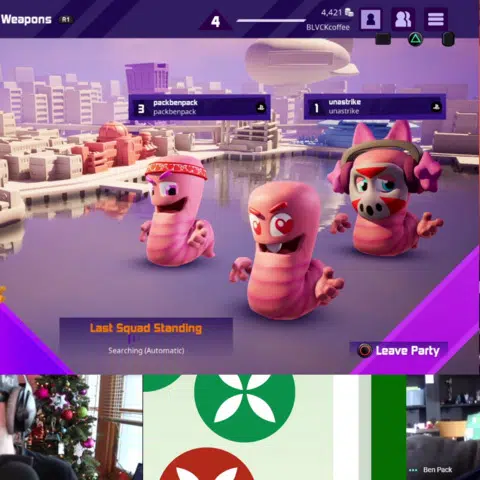 Weapons R1
4
4,421
BLVCKcoffee
3 packbenpack
packbenpack
1 unastrike
unastrike
Last Squad Standing
Searching (Automatic)
Leave Party
Ben Pack